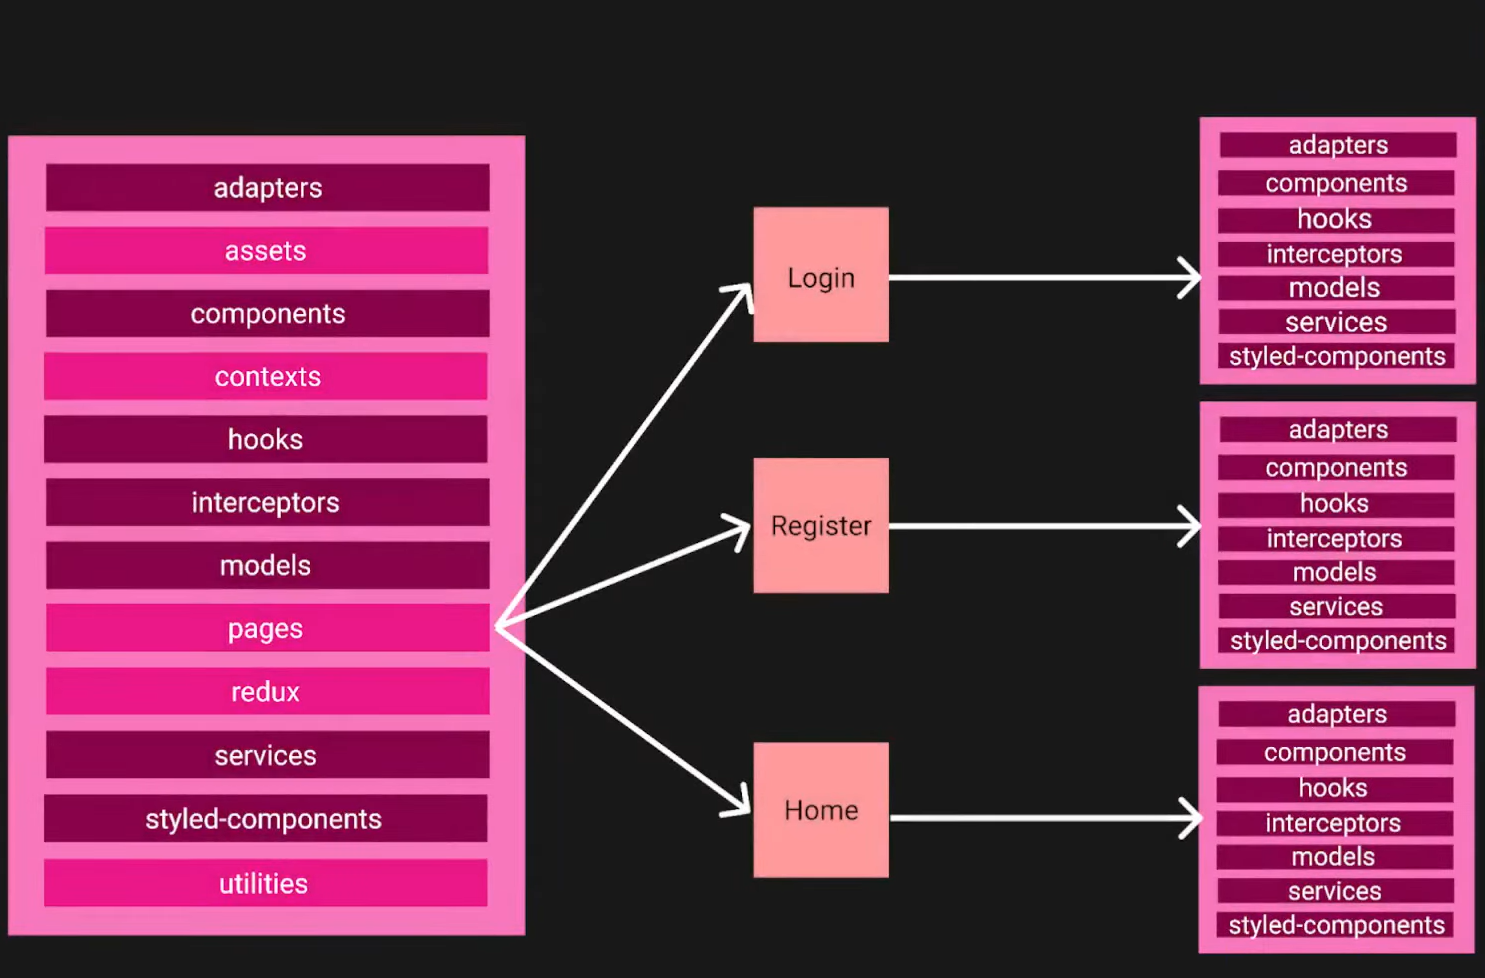 adapters
assets
components
contexts
hooks
interceptors
models
pages
redux
services
styled-components
utilities
Login
Register
Home
adapters
components
hooks
interceptors
models
services
styled-components
adapters
components
hooks
interceptors
models
services
styled-components
adapters
components
hooks
interceptors
models
services
styled-components